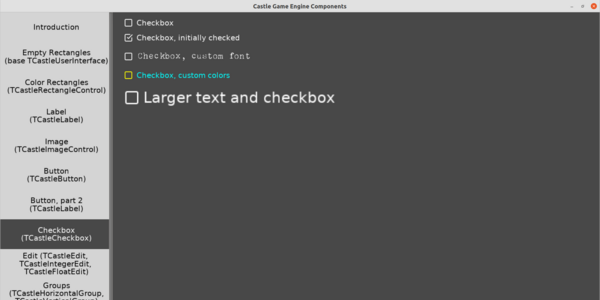 Castle Game Engine Components
Introduction
Empty Rectangles
(base TCastleUserInterface)
Color Rectangles
(TCastleRectangleControl)
Label
(TCastleLabel)
Image
(TCastleImageControl)
Button
(TCastleButton)
Button, part 2
(TCastleLabel)
Checkbox
(TCastleCheckbox)
Edit (TCastleEdit,
TCastleIntegerEdit,
TCastleFloatEdit)
Groups
(TCastleHorizontalGroup,
Checkbox
Checkbox, initially checked
Checkbox, custom font
Checkbox, custom colors
Larger text and checkbox